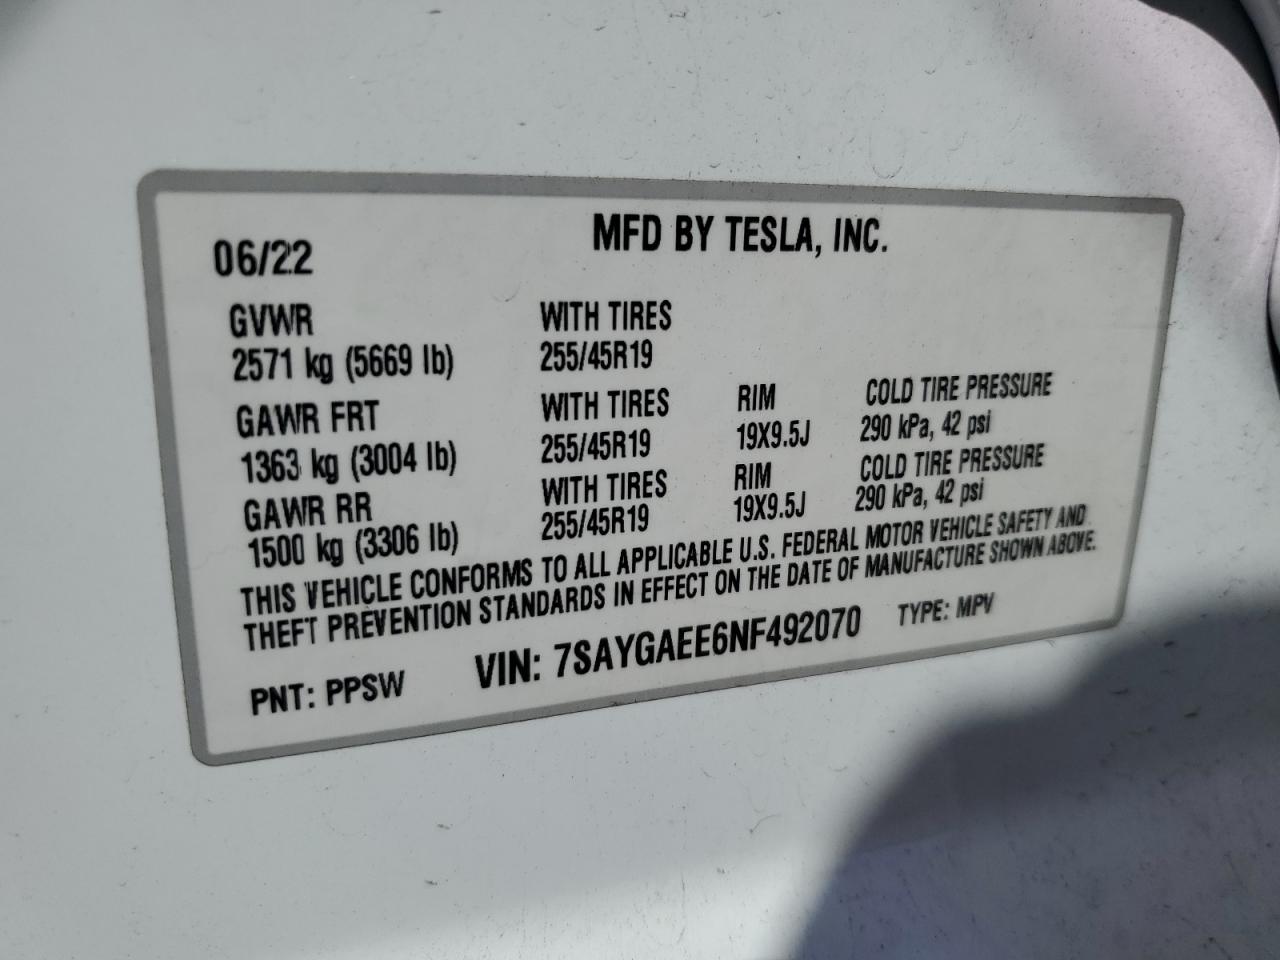 MFD BY TESLA, INC.
06/22
GVWR WITH TIRES
2571 kg (5669 lb) 255/45R19
GAWR FRT WITH TIRES RIM COLD TIRE PRESSURE
1363 kg (3004 lb) 255/45R19 19X9.5J 290 kPa, 42 psi
GAWR RR WITH TIRES RIM COLD TIRE PRESSURE
1500 kg (3306 lb) 255/45R19 19X9.5J 290 kPa, 42 psi
THIS VEHICLE CONFORMS TO ALL APPLICABLE U.S. FEDERAL MOTOR VEHICLE SAFETY AND
THEFT PREVENTION STANDARDS IN EFFECT ON THE DATE OF MANUFACTURE SHOWN ABOVE.
PNT: PPSW VIN: 7SAYGAEE6NF492070 TYPE: MPV